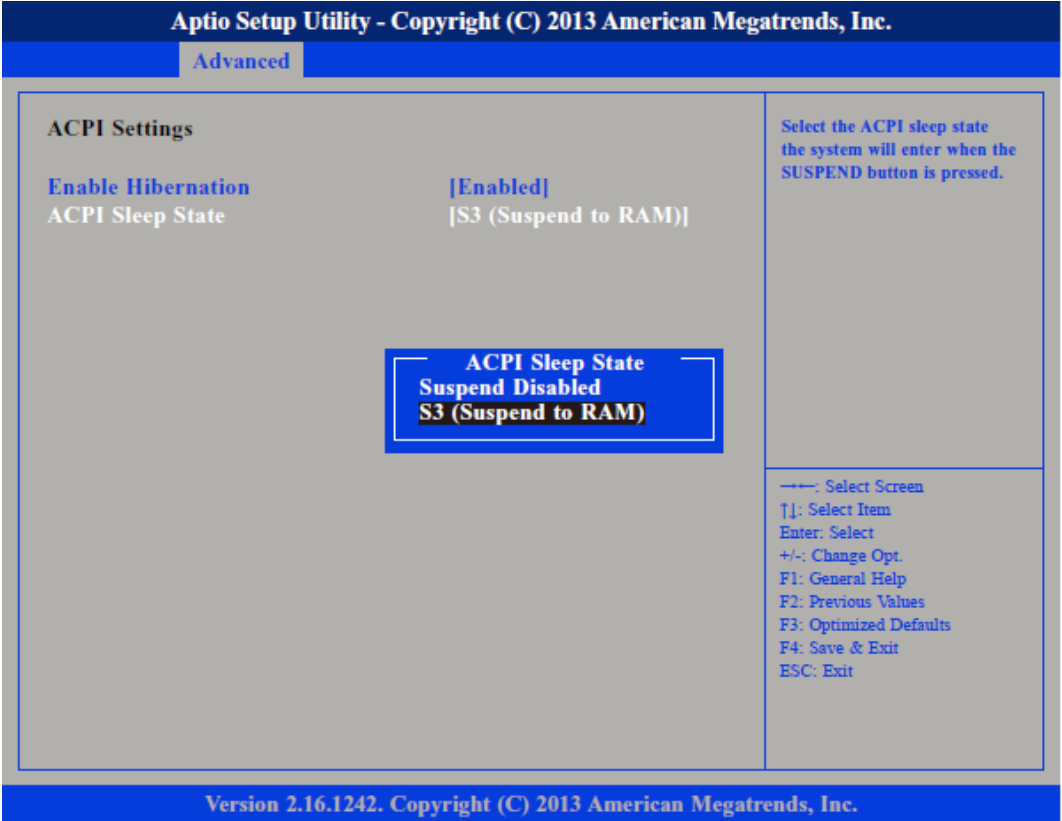 Aptio Setup Utility - Copyright (C) 2013 American Megatrends, Inc.
Advanced
ACPI Settings
Enable Hibernation [Enabled]
ACPI Sleep State [S3 (Suspend to RAM)]
ACPI Sleep State
Suspend Disabled
S3 (Suspend to RAM)
Select the ACPI sleep state
the system will enter when the
SUSPEND button is pressed.
→←: Select Screen
↑↓: Select Item
Enter: Select
+/-: Change Opt.
F1: General Help
F2: Previous Values
F3: Optimized Defaults
F4: Save & Exit
ESC: Exit
Version 2.16.1242. Copyright (C) 2013 American Megatrends, Inc.